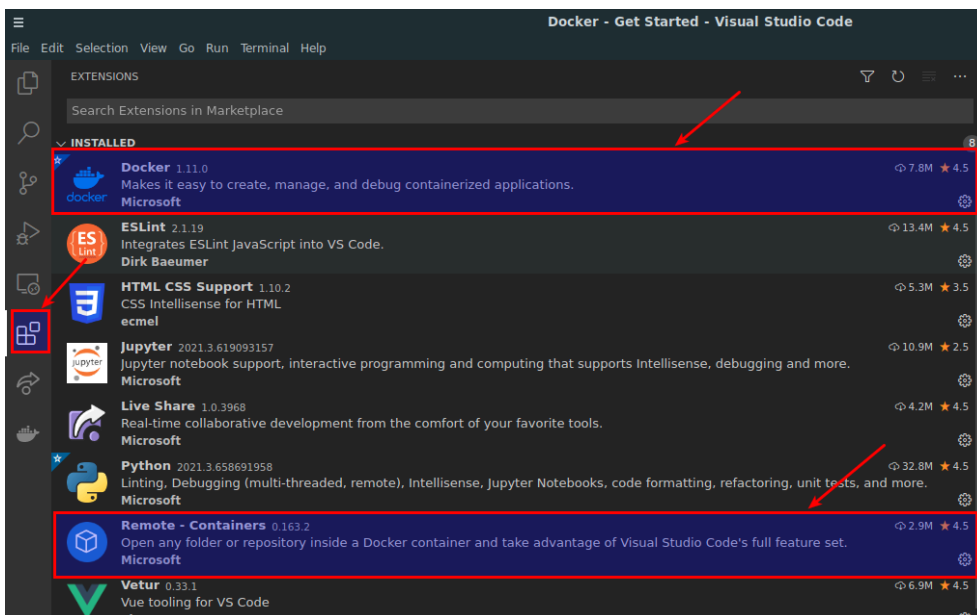 Docker - Get Started - Visual Studio Code
File Edit Selection View Go Run Terminal Help
EXTENSIONS
Search Extensions in Marketplace
INSTALLED 8
Docker 1.11.0 7.8M 4.5
Makes it easy to create, manage, and debug containerized applications.
docker
Microsoft
ESLint 2.1.19 13.4M 4.5
ES
Integrates ESLint JavaScript into VS Code.
Lint
Dirk Baeumer
HTML CSS Support 1.10.2 5.3M 3.5
CSS Intellisense for HTML
ecmel
Jupyter 2021.3.619093157 10.9M 2.5
jupyter
Jupyter notebook support, interactive programming and computing that supports Intellisense, debugging and more.
Microsoft
Live Share 1.0.3968 4.2M 4.5
Real-time collaborative development from the comfort of your favorite tools.
Microsoft
Python 2021.3.658691958 32.8M 4.5
Linting, Debugging (multi-threaded, remote), Intellisense, Jupyter Notebooks, code formatting, refactoring, unit tests, and more.
Microsoft
Remote - Containers 0.163.2 2.9M 4.5
Open any folder or repository inside a Docker container and take advantage of Visual Studio Code's full feature set.
Microsoft
Vetur 0.33.1 6.9M 4.5
Vue tooling for VS Code